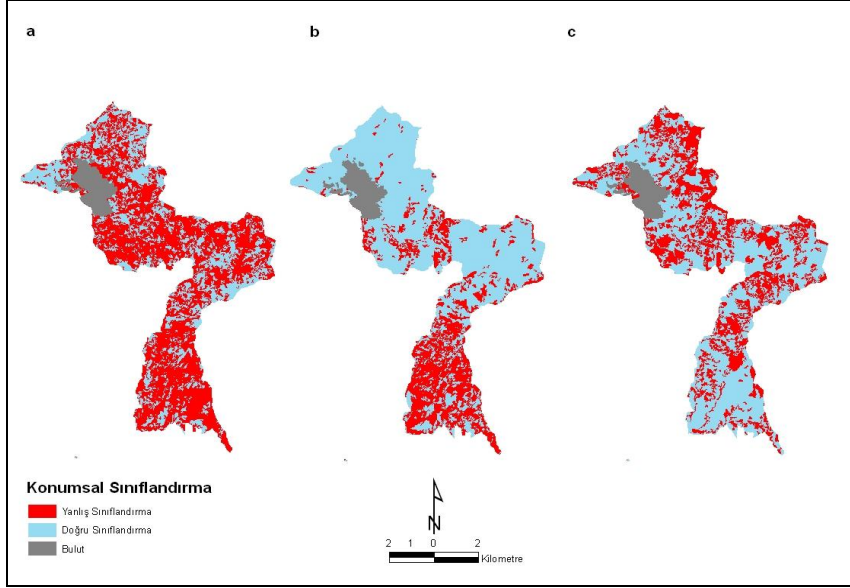 a b c
Konumsal Sınıflandırma
Yanlış Sınıflandırma
Doğru Sınıflandırma
Bulut
N
2 1 0 2
Kilometre